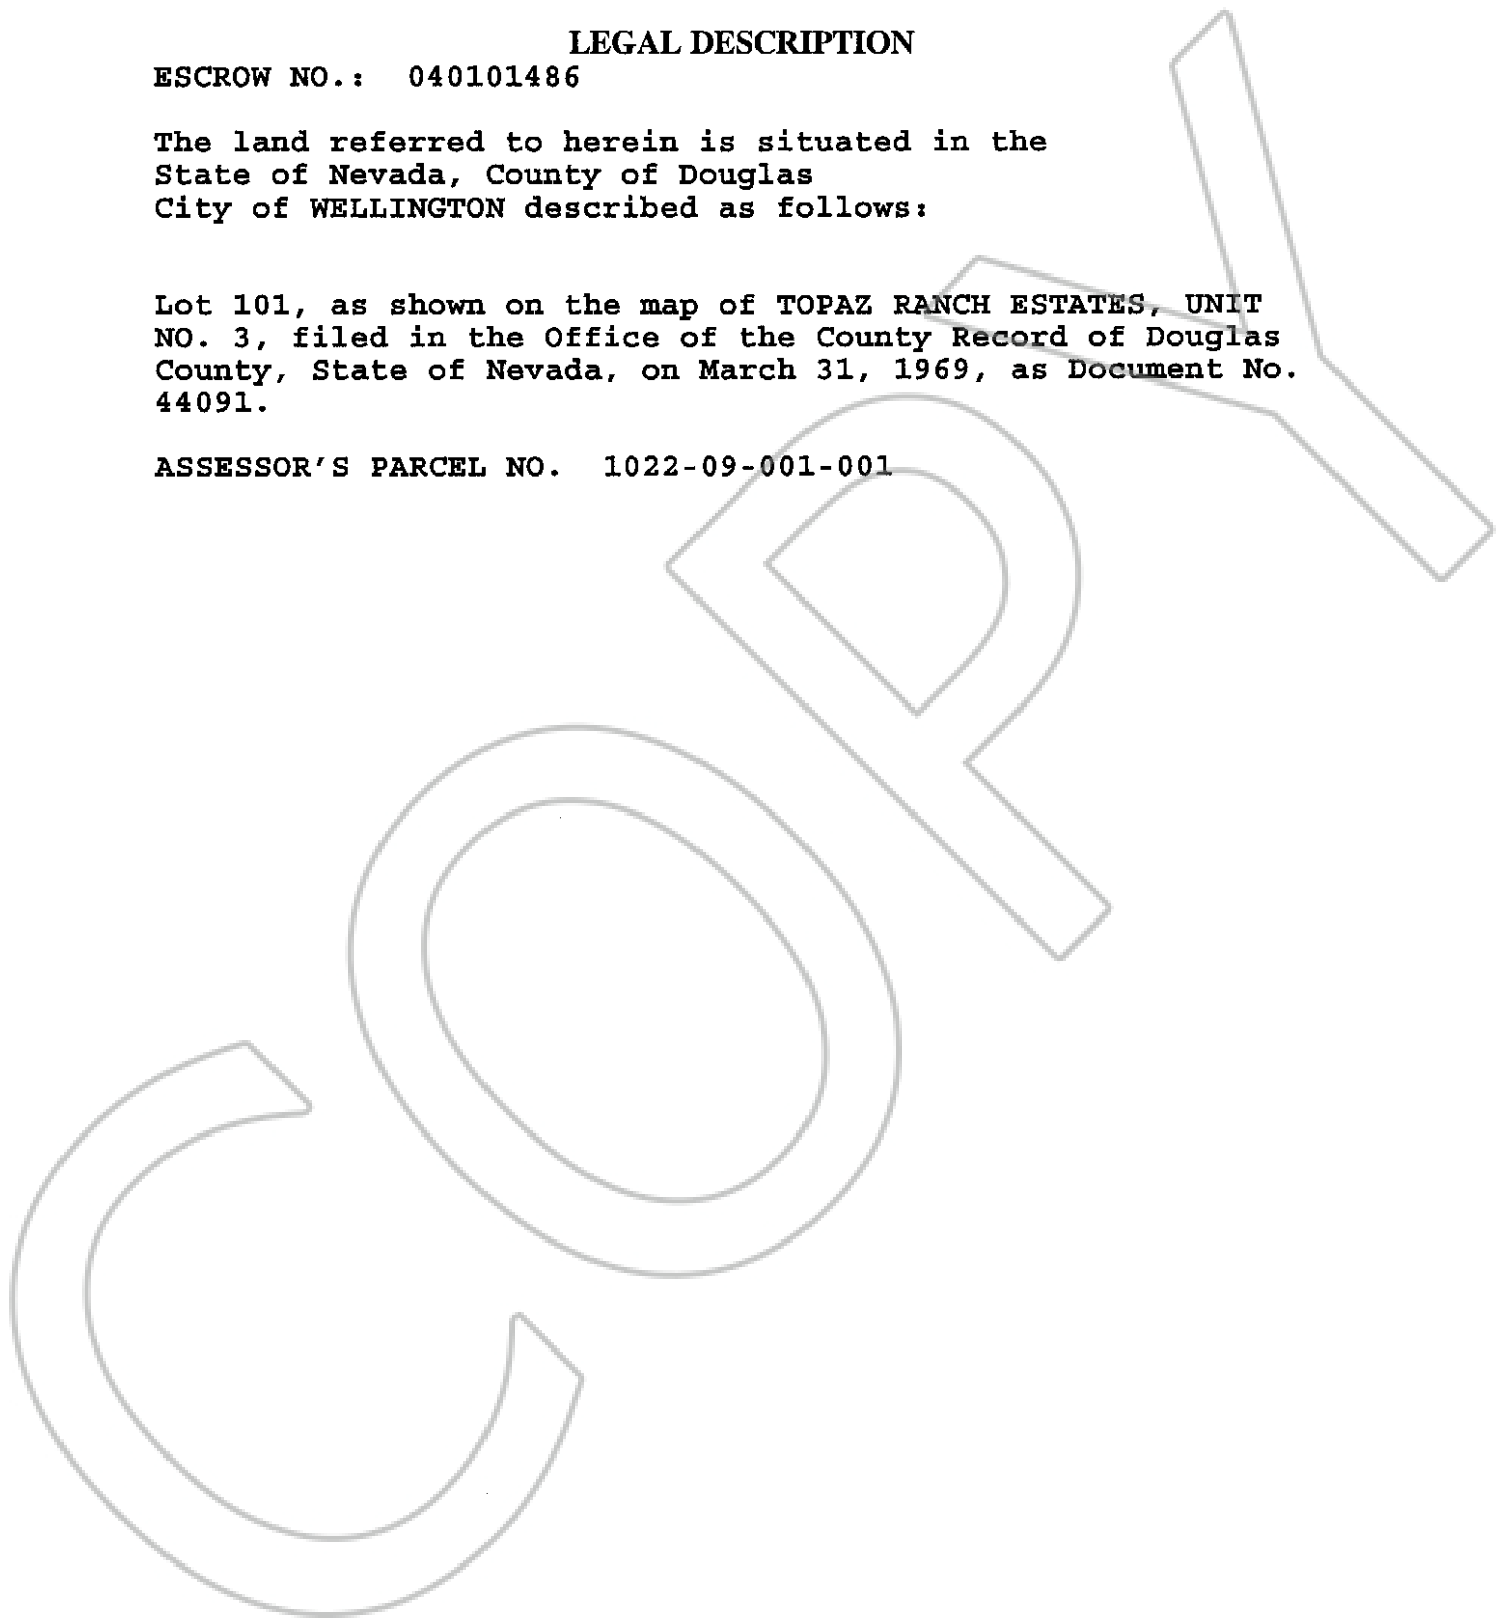 LEGAL DESCRIPTION
ESCROW NO.: 040101486
The land referred to herein is situated in the
State of Nevada, County of Douglas
City of WELLINGTON described as follows:
Lot 101, as shown on the map of TOPAZ RANCH ESTATES, UNIT
NO. 3, filed in the Office of the County Record of Douglas
County, State of Nevada, on March 31, 1969, as Document No.
44091.
ASSESSOR'S PARCEL NO. 1022-09-001-001
COPY